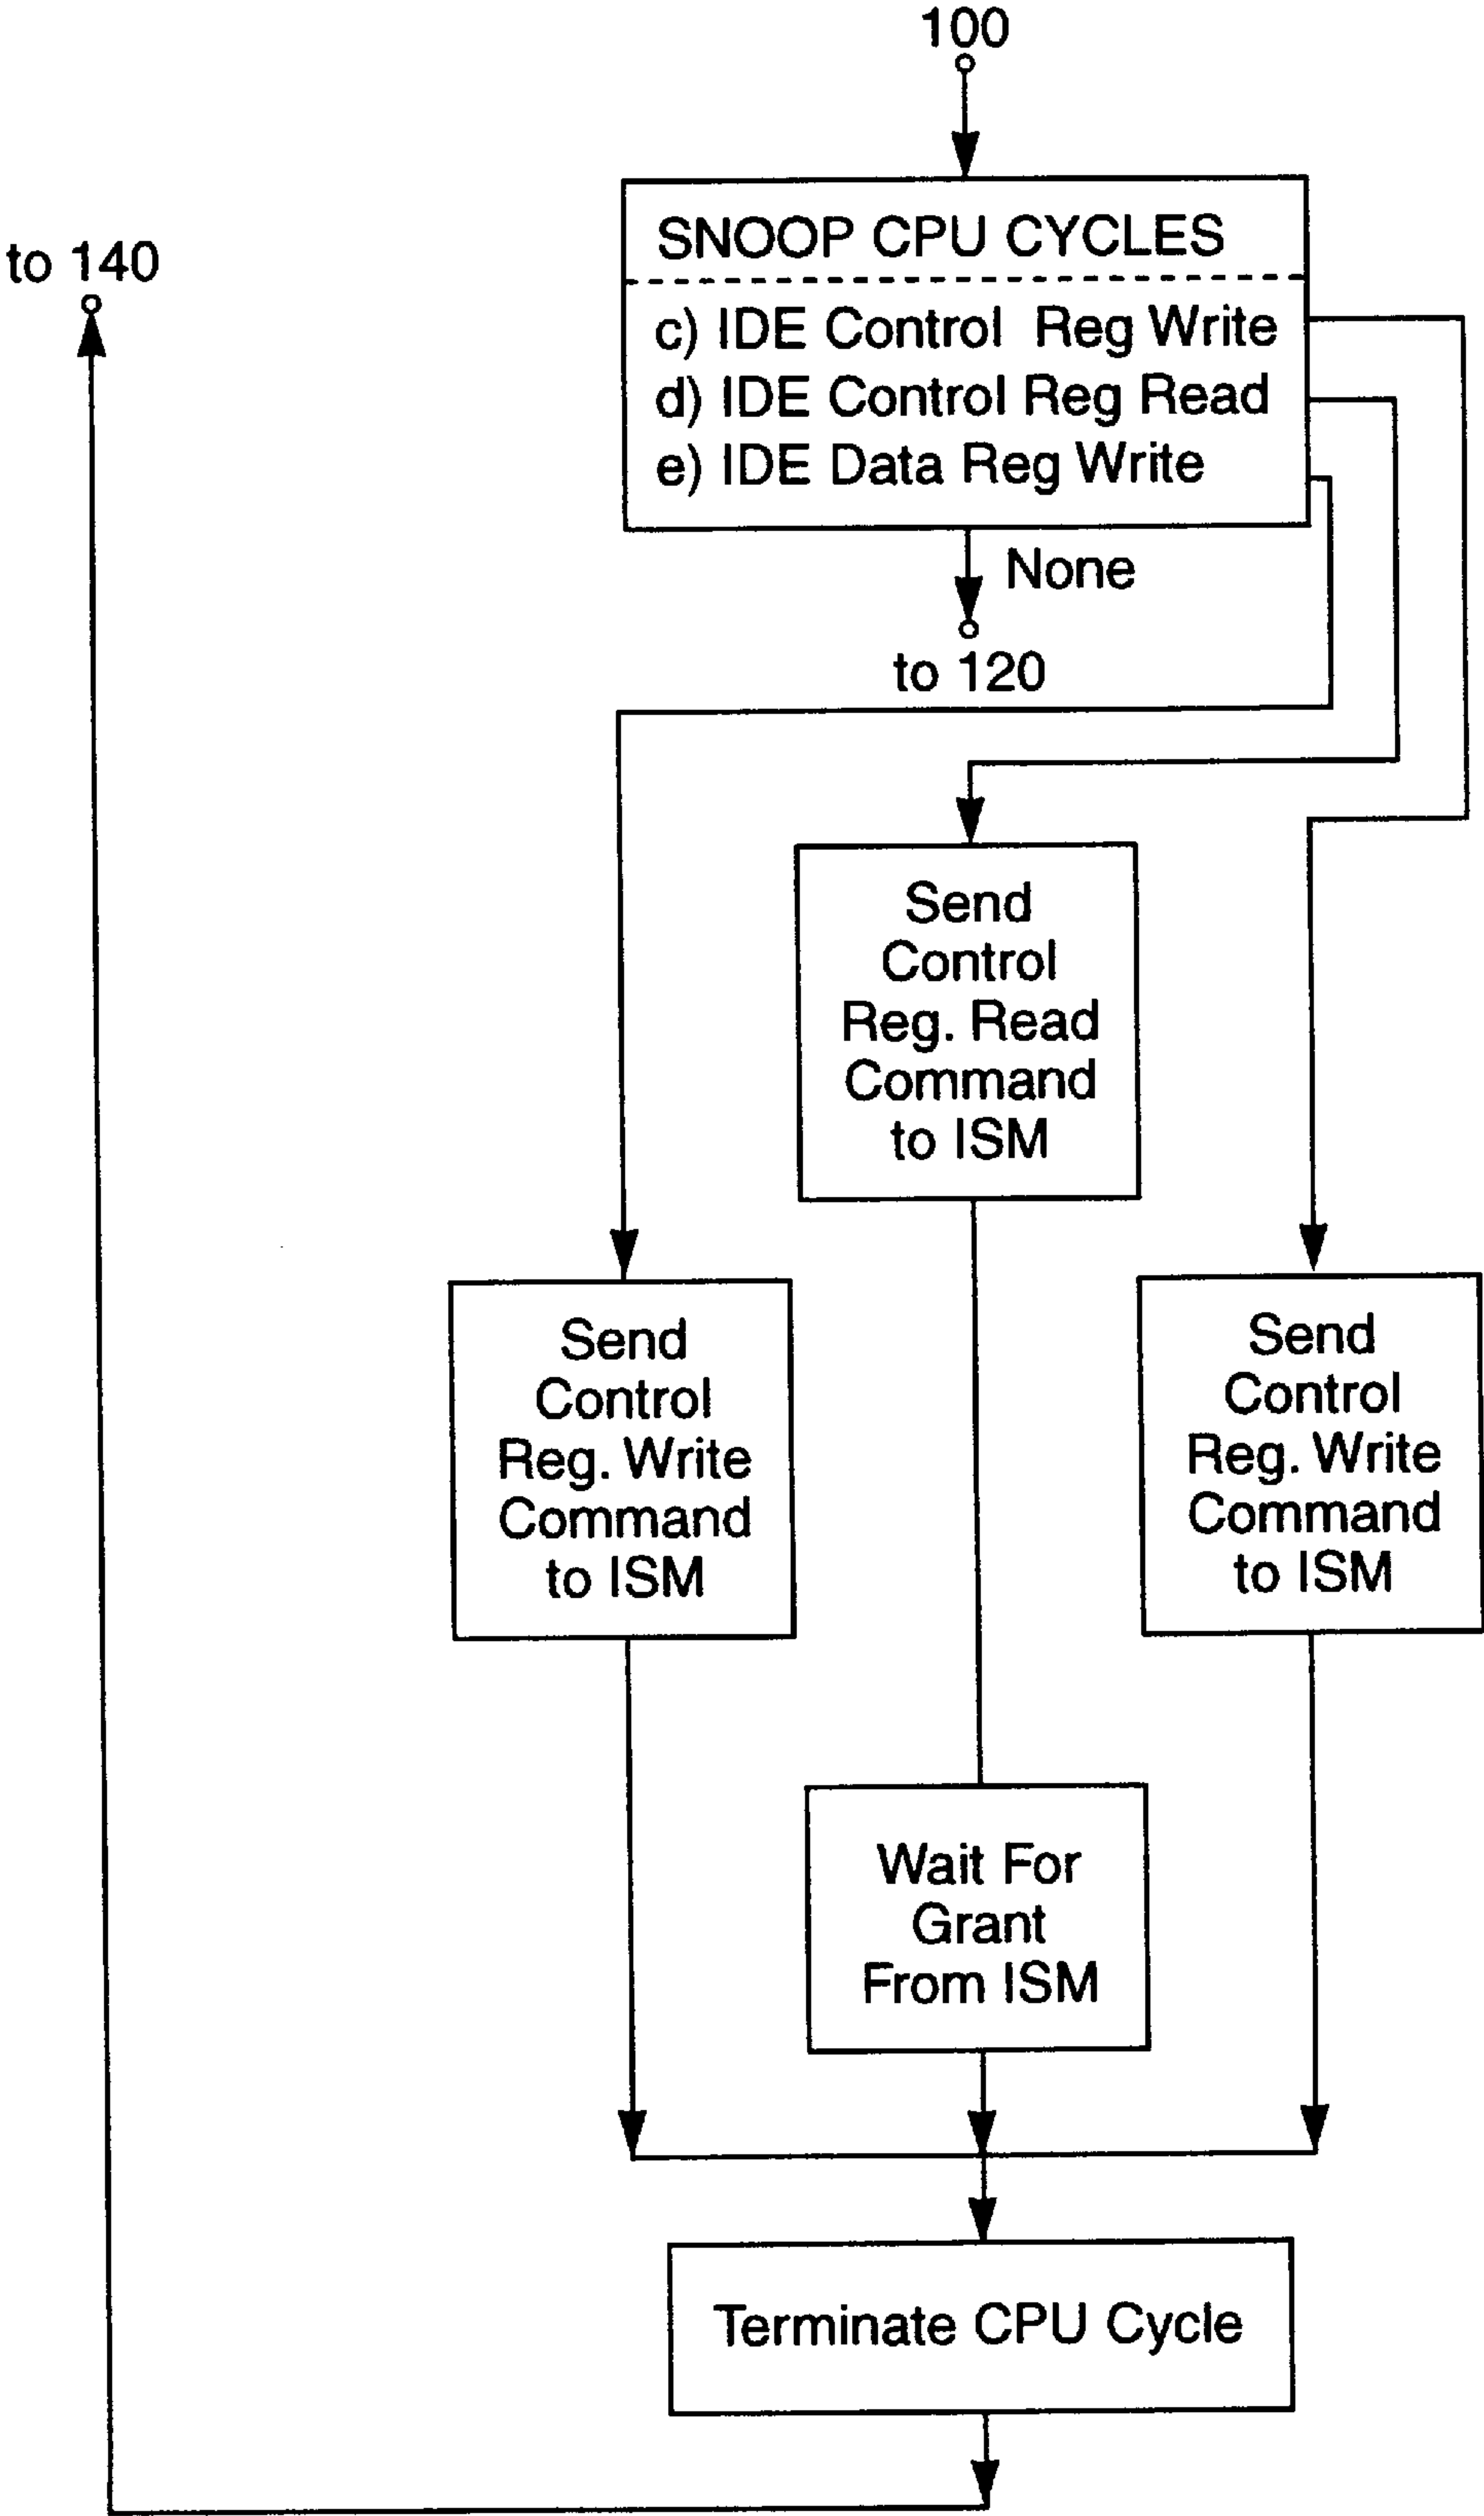 100
to 140
SNOOP CPU CYCLES
c) IDE Control Reg Write
d) IDE Control Reg Read
e) IDE Data Reg Write
None
to 120
Send
Control
Reg. Read
Command
to ISM
Send
Control
Reg. Write
Command
to ISM
Send
Control
Reg. Write
Command
to ISM
Wait For
Grant
From ISM
Terminate CPU Cycle